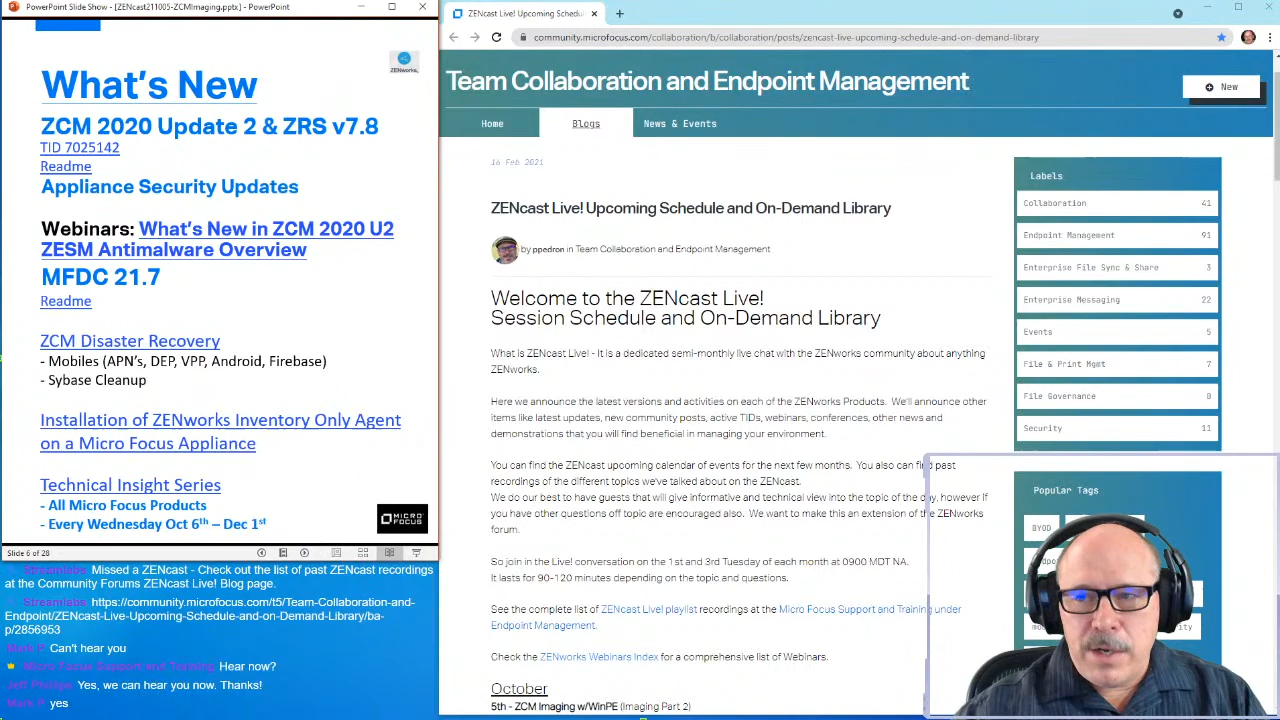 PowerPoint Slide Show - [ZENcast211005-ZCMImaging.pptx] - PowerPoint
ZENworks.
What's New
ZCM 2020 Update 2 & ZRS v7.8
TID 7025142
Readme
Appliance Security Updates
Webinars: What's New in ZCM 2020 U2
ZESM Antimalware Overview
MFDC 21.7
Readme
ZCM Disaster Recovery
- Mobiles (APN's, DEP, VPP, Android, Firebase)
- Sybase Cleanup
Installation of ZENworks Inventory Only Agent
on a Micro Focus Appliance
Technical Insight Series
- All Micro Focus Products
- Every Wednesday Oct 6th – Dec 1st
MICRO
FOCUS
Slide 6 of 28
Streamlabs Missed a ZENcast - Check out the list of past ZENcast recordings
at the Community Forums ZENcast Live! Blog page.
Streamlabs https://community.microfocus.com/t5/Team-Collaboration-and-
Endpoint/ZENcast-Live-Upcoming-Schedule-and-on-Demand-Library/ba-
p/2856953
Mark P Can't hear you
Micro Focus Support and Training Hear now?
Jeff Phillips Yes, we can hear you now. Thanks!
Mark P yes
ZENcast Live! Upcoming Schedul
community.microfocus.com/collaboration/b/collaboration/posts/zencast-live-upcoming-schedule-and-on-demand-library
Team Collaboration and Endpoint Management
New
Home
Blogs
News & Events
16 Feb 2021
ZENcast Live! Upcoming Schedule and On-Demand Library
by ppedron in Team Collaboration and Endpoint Management
Welcome to the ZENcast Live!
Session Schedule and On-Demand Library
What is ZENcast Live! - It is a dedicated semi-monthly live chat with the ZENworks community about anything
ZENworks.
Here we announce the latest versions and activities on each of the ZENworks Products. We'll announce other
items like latest updates, new community posts, active TIDs, webinars, conferences, other news and
demonstrations that you will find beneficial in managing your environment.
You can find the ZENcast upcoming calendar of events for the next few months. You also can find past
recordings of the different topics we've talked about on the ZENcast.
We do our best to have guests that will give informative and technical view into the topic of the day, however if
you have other questions off topic are encouraged also. We want to make this an extension of the ZENworks
forum.
So join in the Live! conversation on the 1st and 3rd Tuesday of each month at 0900 MDT NA.
It lasts for 90-120 minutes depending on the topic and questions.
See the complete list of ZENcast Live! playlist recordings at the Micro Focus Support and Training under
Endpoint Management.
Check the ZENworks Webinars Index for a comprehensive list of Webinars.
October
5th - ZCM Imaging w/WinPE (Imaging Part 2)
Labels
Collaboration 41
Endpoint Management 91
Enterprise File Sync & Share 3
Enterprise Messaging 22
Events 5
File & Print Mgmt 7
File Governance 8
Security 11
Popular Tags
BYOD